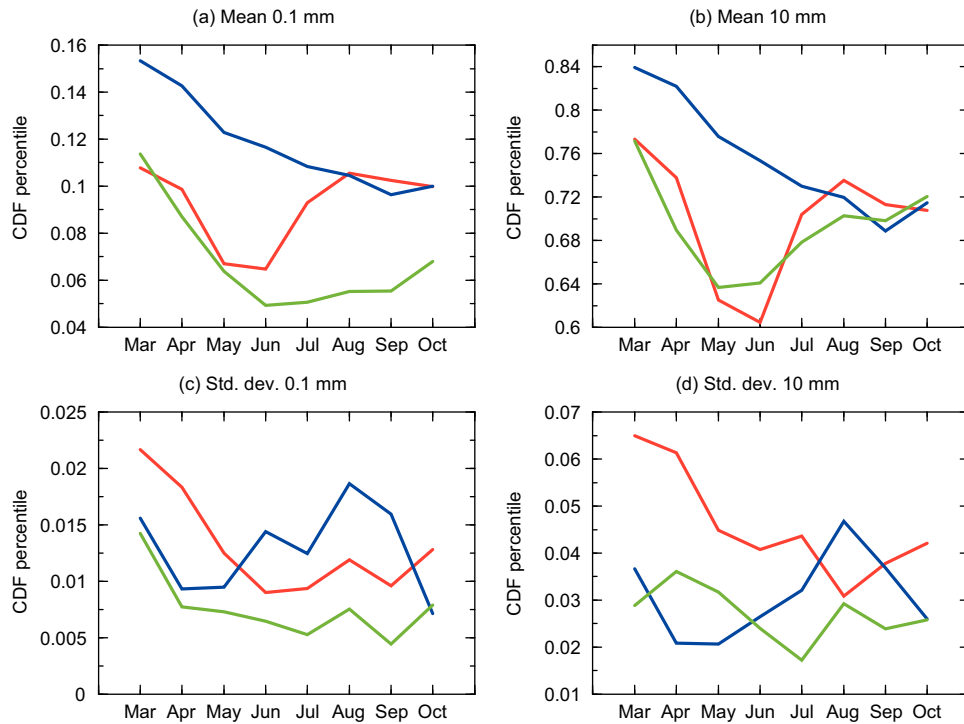 (a) Mean 0.1 mm
CDF percentile
0.16
0.14
0.12
0.1
0.08
0.06
0.04
Mar Apr May Jun Jul Aug Sep Oct
(b) Mean 10 mm
CDF percentile
0.84
0.8
0.76
0.72
0.68
0.64
0.6
Mar Apr May Jun Jul Aug Sep Oct
(c) Std. dev. 0.1 mm
CDF percentile
0.025
0.02
0.015
0.01
0.005
0
Mar Apr May Jun Jul Aug Sep Oct
(d) Std. dev. 10 mm
CDF percentile
0.07
0.06
0.05
0.04
0.03
0.02
0.01
Mar Apr May Jun Jul Aug Sep Oct